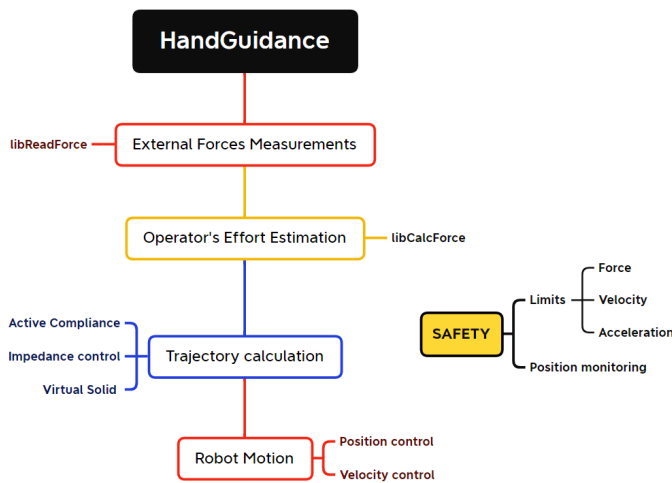 HandGuidance
libReadForce
External Forces Measurements
Operator's Effort Estimation
libCalcForce
Active Compliance
Impedance control
Virtual Solid
Trajectory calculation
Robot Motion
Position control
Velocity control
SAFETY
Limits
Force
Velocity
Acceleration
Position monitoring